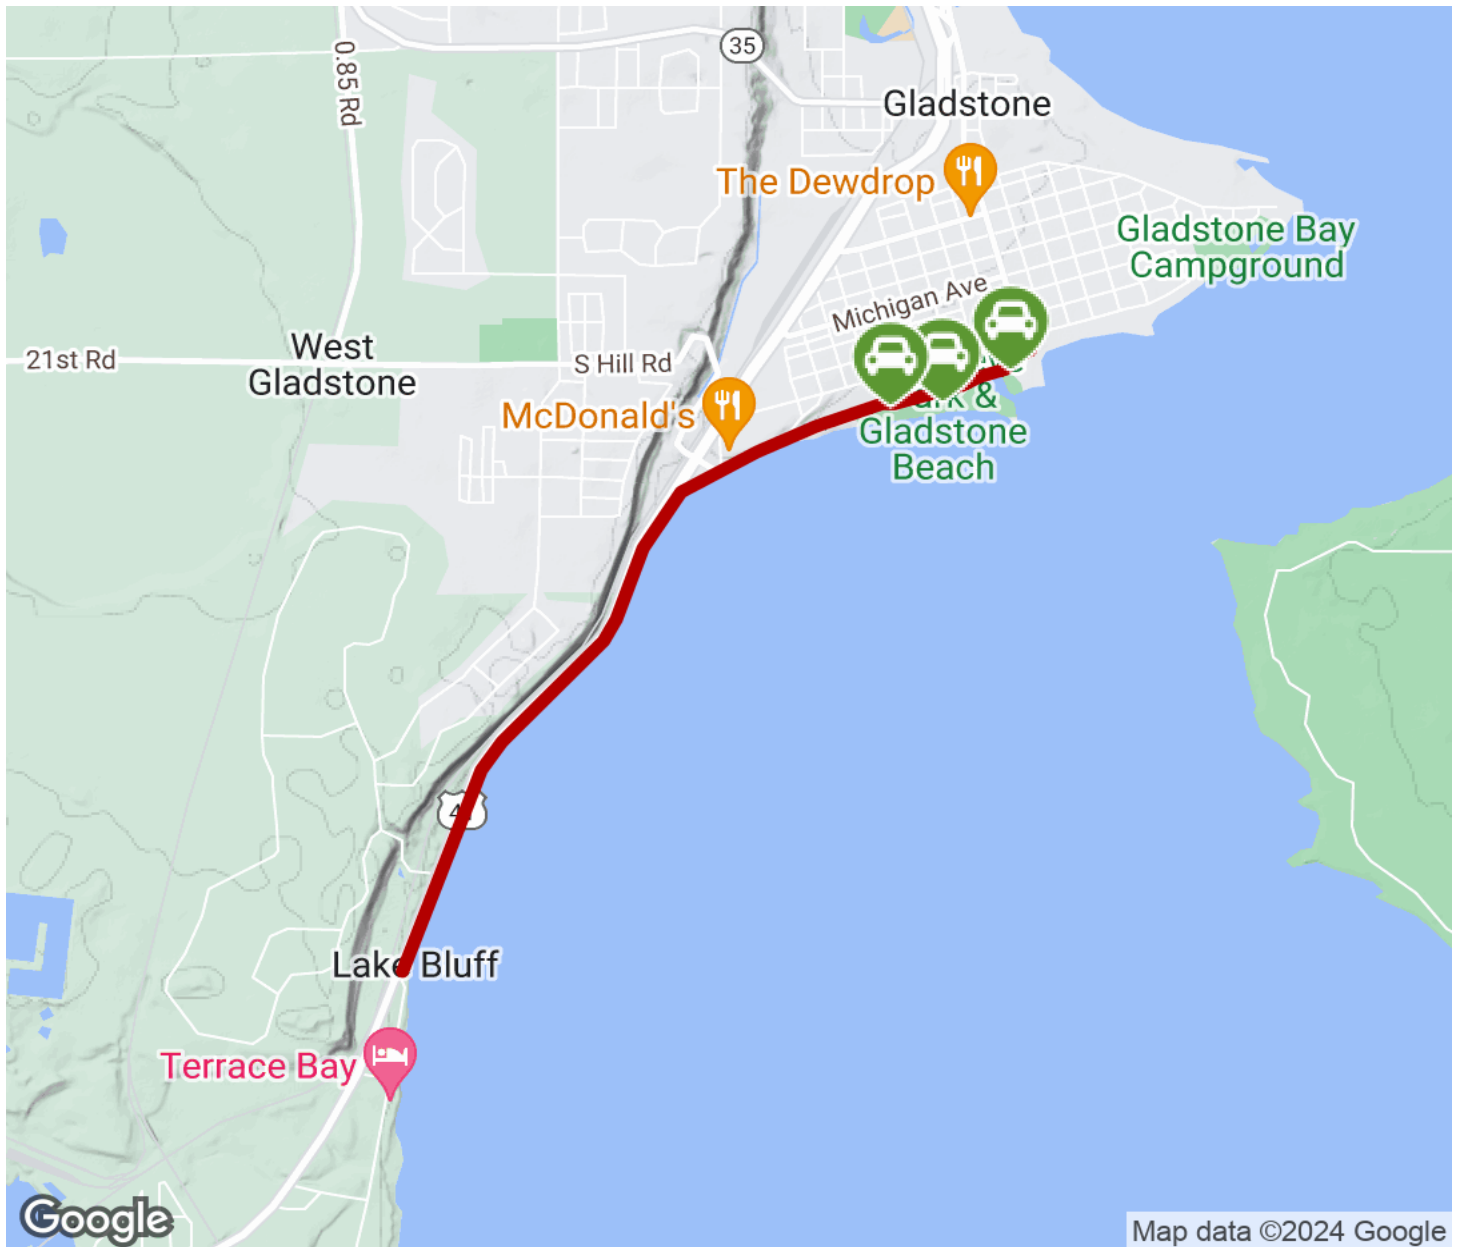 0.85 Rd
35
Gladstone
The Dewdrop
Gladstone Bay
Campground
Michigan Ave
21st Rd
West
Gladstone
S Hill Rd
McDonald's
&
Gladstone
Beach
Lake Bluff
Terrace Bay
Google
Map data ©2024 Google